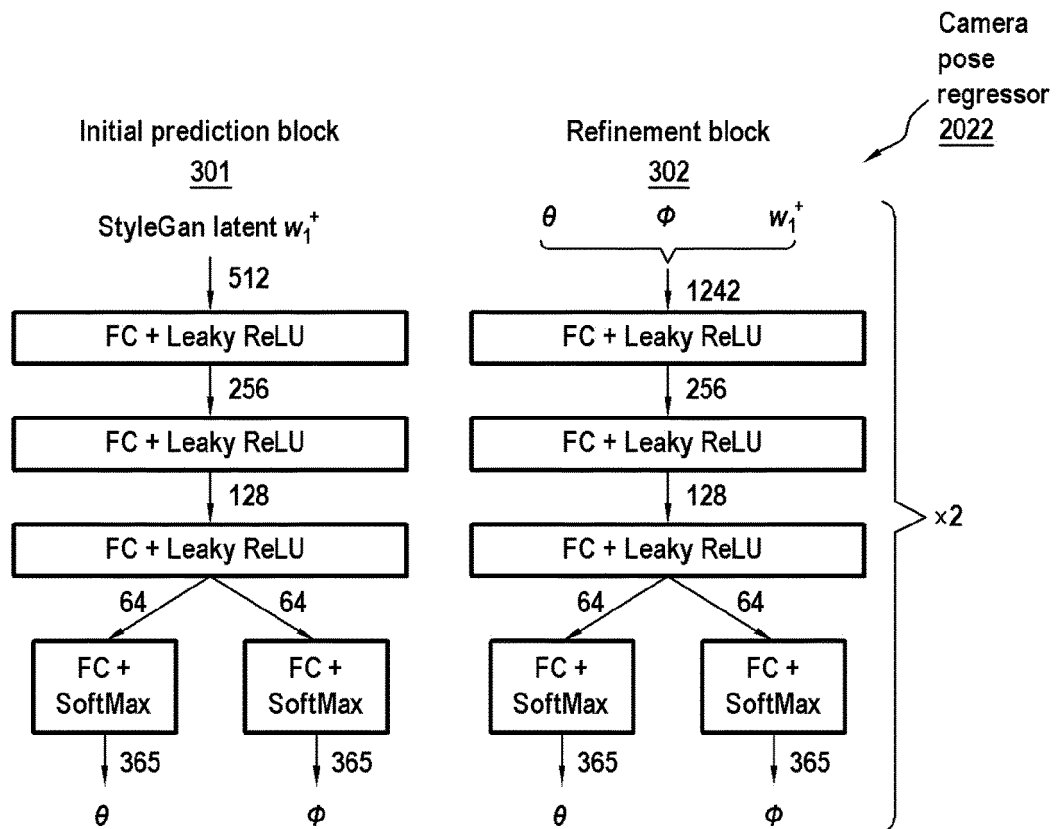 Camera
pose
regressor
2022
Initial prediction block
301
StyleGan latent w₁⁺
512
FC + Leaky ReLU
256
FC + Leaky ReLU
128
FC + Leaky ReLU
64 64
FC +
SoftMax
FC +
SoftMax
365 365
θ Φ
Refinement block
302
θ Φ w₁⁺
1242
FC + Leaky ReLU
256
FC + Leaky ReLU
128
FC + Leaky ReLU
64 64
FC +
SoftMax
FC +
SoftMax
365 365
θ Φ
×2